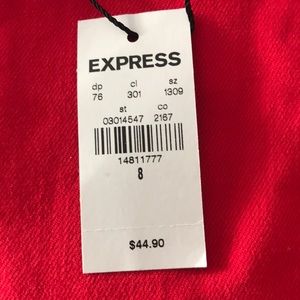 EXPRESS
dp cl sz
76 301 1309
st co
03014547 2167
14811777
8
$44.90